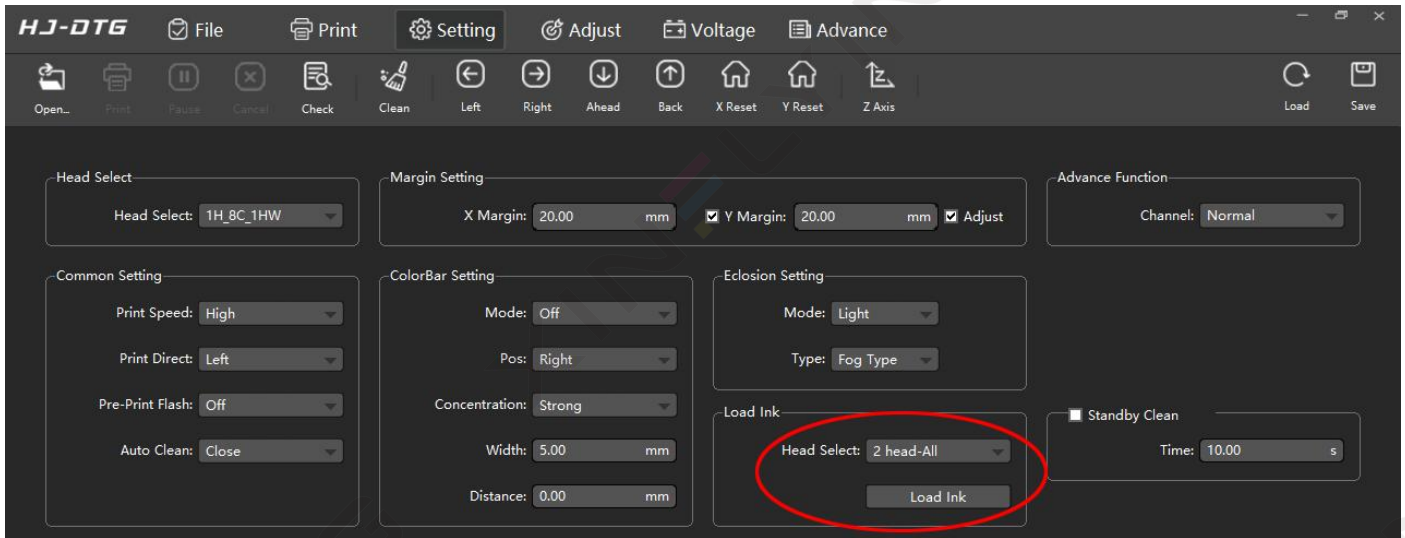 HJ-DTG File Print Setting Adjust Voltage Advance
Open... Print Pause Cancel Check Clean Left Right Ahead Back X Reset Y Reset Z Axis Load Save
Head Select
Head Select: 1H_8C_1HW
Margin Setting
X Margin: 20.00 mm Y Margin: 20.00 mm Adjust
Advance Function
Channel: Normal
Common Setting
Print Speed: High
Print Direct: Left
Pre-Print Flash: Off
Auto Clean: Close
ColorBar Setting
Mode: Off
Pos: Right
Concentration: Strong
Width: 5.00 mm
Distance: 0.00 mm
Eclosion Setting
Mode: Light
Type: Fog Type
Load Ink
Head Select: 2 head-All
Load Ink
Standby Clean
Time: 10.00 s